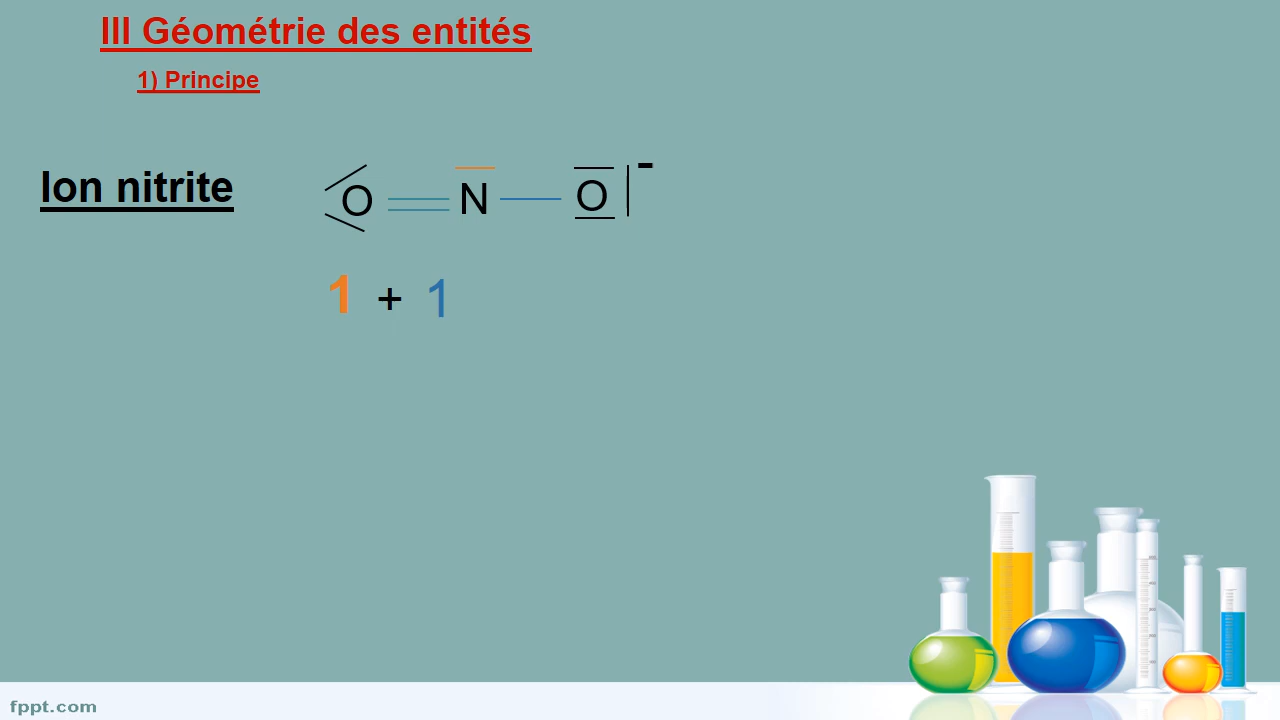 III Géométrie des entités
1) Principe
Ion nitrite O N O -
1 + 1
fppt.com